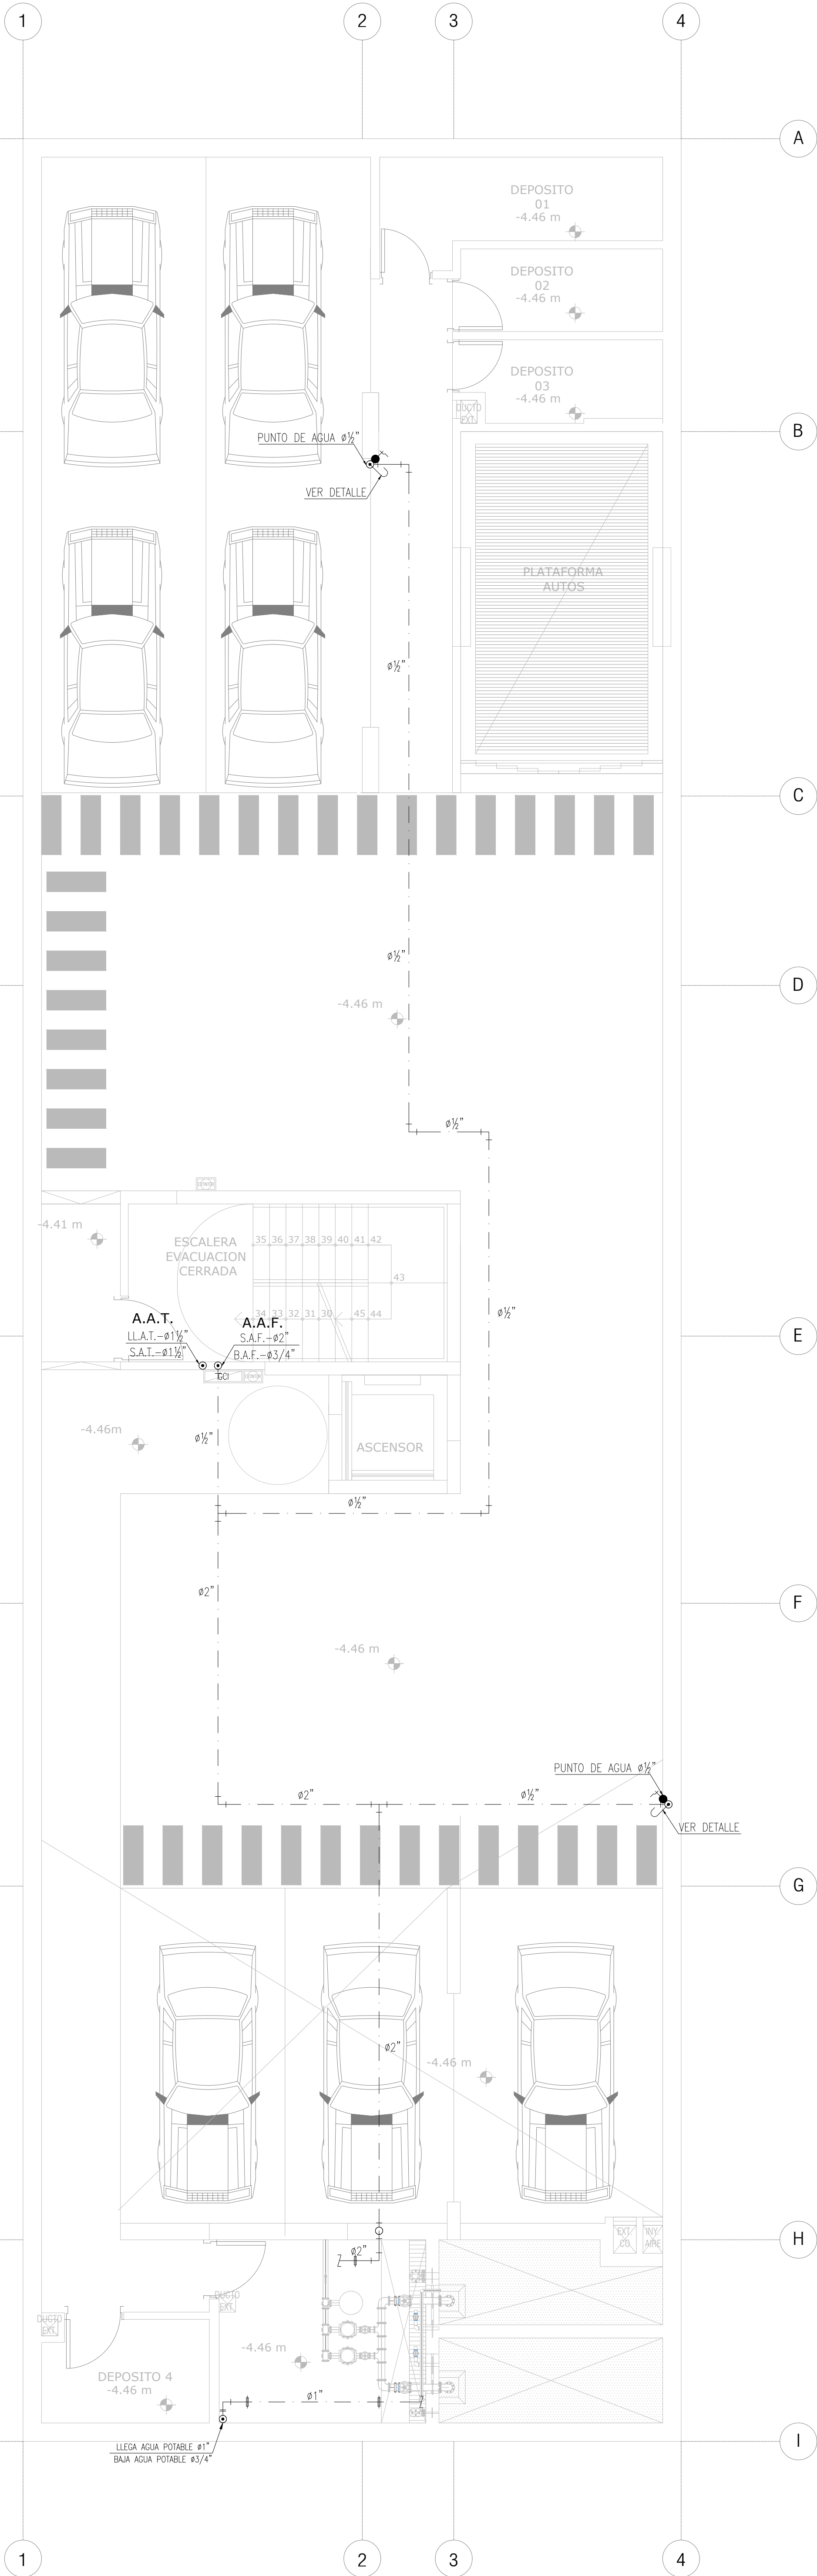 1
2
3
4
A
DEPOSITO
01
-4.46 m
DEPOSITO
02
-4.46 m
DEPOSITO
03
-4.46 m
DUCTO
EXT.
B
PUNTO DE AGUA ø½"
VER DETALLE
PLATAFORMA
AUTOS
ø½"
C
ø½"
D
-4.46 m
ø½"
-4.41 m
ESCALERA
EVACUACION
CERRADA
35 36 37 38 39 40 41 42
43
34 33 32 31 30 45 44
ø½"
E
A.A.T.
LL.A.T.-ø1½"
S.A.T.-ø1½"
A.A.F.
S.A.F.-ø2"
B.A.F.-ø3/4"
GCI
-4.46m
ø½"
ASCENSOR
ø½"
ø2"
F
-4.46 m
PUNTO DE AGUA ø½"
ø2"
ø½"
VER DETALLE
G
ø2"
-4.46 m
EXT.
CO
INY.
AIRE
H
ø2"
DUCTO
EXT.
DUCTO
EXT.
-4.46 m
DEPOSITO 4
-4.46 m
ø1"
LLEGA AGUA POTABLE ø1"
BAJA AGUA POTABLE ø3/4"
I
1
2
3
4